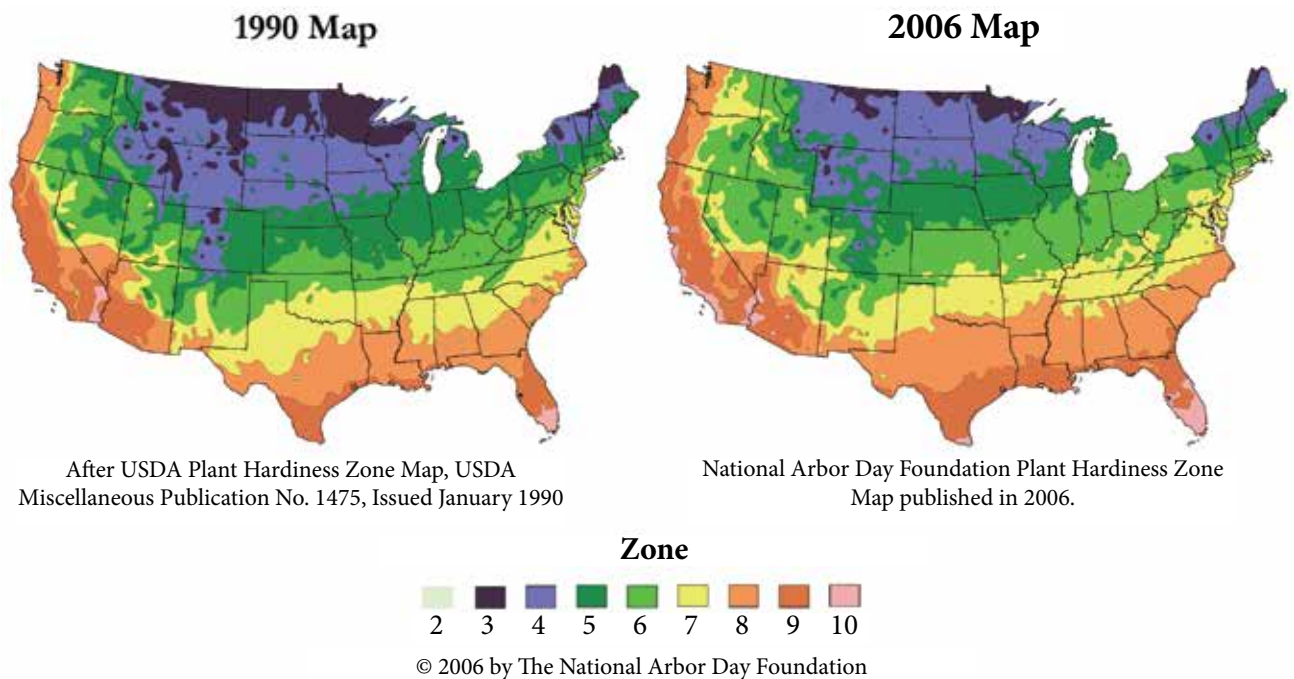 1990 Map
2006 Map
After USDA Plant Hardiness Zone Map, USDA
Miscellaneous Publication No. 1475, Issued January 1990
National Arbor Day Foundation Plant Hardiness Zone
Map published in 2006.
Zone
2 3 4 5 6 7 8 9 10
© 2006 by The National Arbor Day Foundation